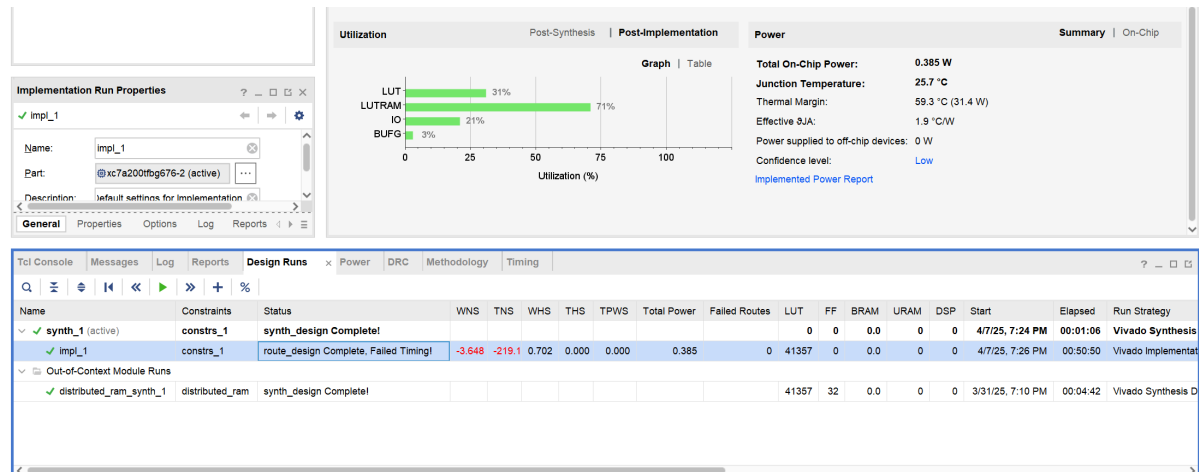 Utilization Post-Synthesis | Post-Implementation
Graph | Table
LUT 31%
LUTRAM 71%
IO 21%
BUFG 3%
0 25 50 75 100
Utilization (%)
Power Summary | On-Chip
Total On-Chip Power: 0.385 W
Junction Temperature: 25.7 °C
Thermal Margin: 59.3 °C (31.4 W)
Effective ϑJA: 1.9 °C/W
Power supplied to off-chip devices: 0 W
Confidence level: Low
Implemented Power Report
Implementation Run Properties
impl_1
Name: impl_1
Part: xc7a200tfbg676-2 (active)
Description: Default settings for Implementation
General Properties Options Log Reports
Tcl Console Messages Log Reports Design Runs Power DRC Methodology Timing
Name Constraints Status WNS TNS WHS THS TPWS Total Power Failed Routes LUT FF BRAM URAM DSP Start Elapsed Run Strategy
synth_1 (active) constrs_1 synth_design Complete! 0 0 0.0 0 0 4/7/25, 7:24 PM 00:01:06 Vivado Synthesis
impl_1 constrs_1 route_design Complete, Failed Timing! -3.648 -219.1 0.702 0.000 0.000 0.385 0 41357 0 0.0 0 0 4/7/25, 7:26 PM 00:50:50 Vivado Implementat
Out-of-Context Module Runs
distributed_ram_synth_1 distributed_ram synth_design Complete! 41357 32 0.0 0 0 3/31/25, 7:10 PM 00:04:42 Vivado Synthesis D